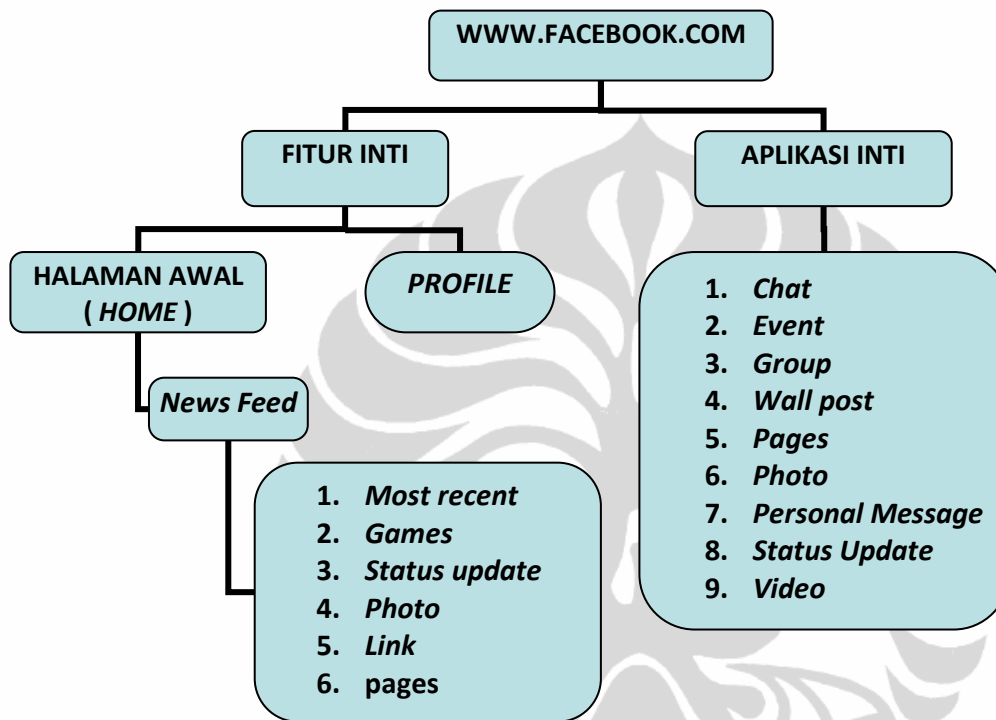 WWW.FACEBOOK.COM
FITUR INTI
APLIKASI INTI
HALAMAN AWAL
( HOME )
PROFILE
News Feed
1. Most recent
2. Games
3. Status update
4. Photo
5. Link
6. pages
1. Chat
2. Event
3. Group
4. Wall post
5. Pages
6. Photo
7. Personal Message
8. Status Update
9. Video